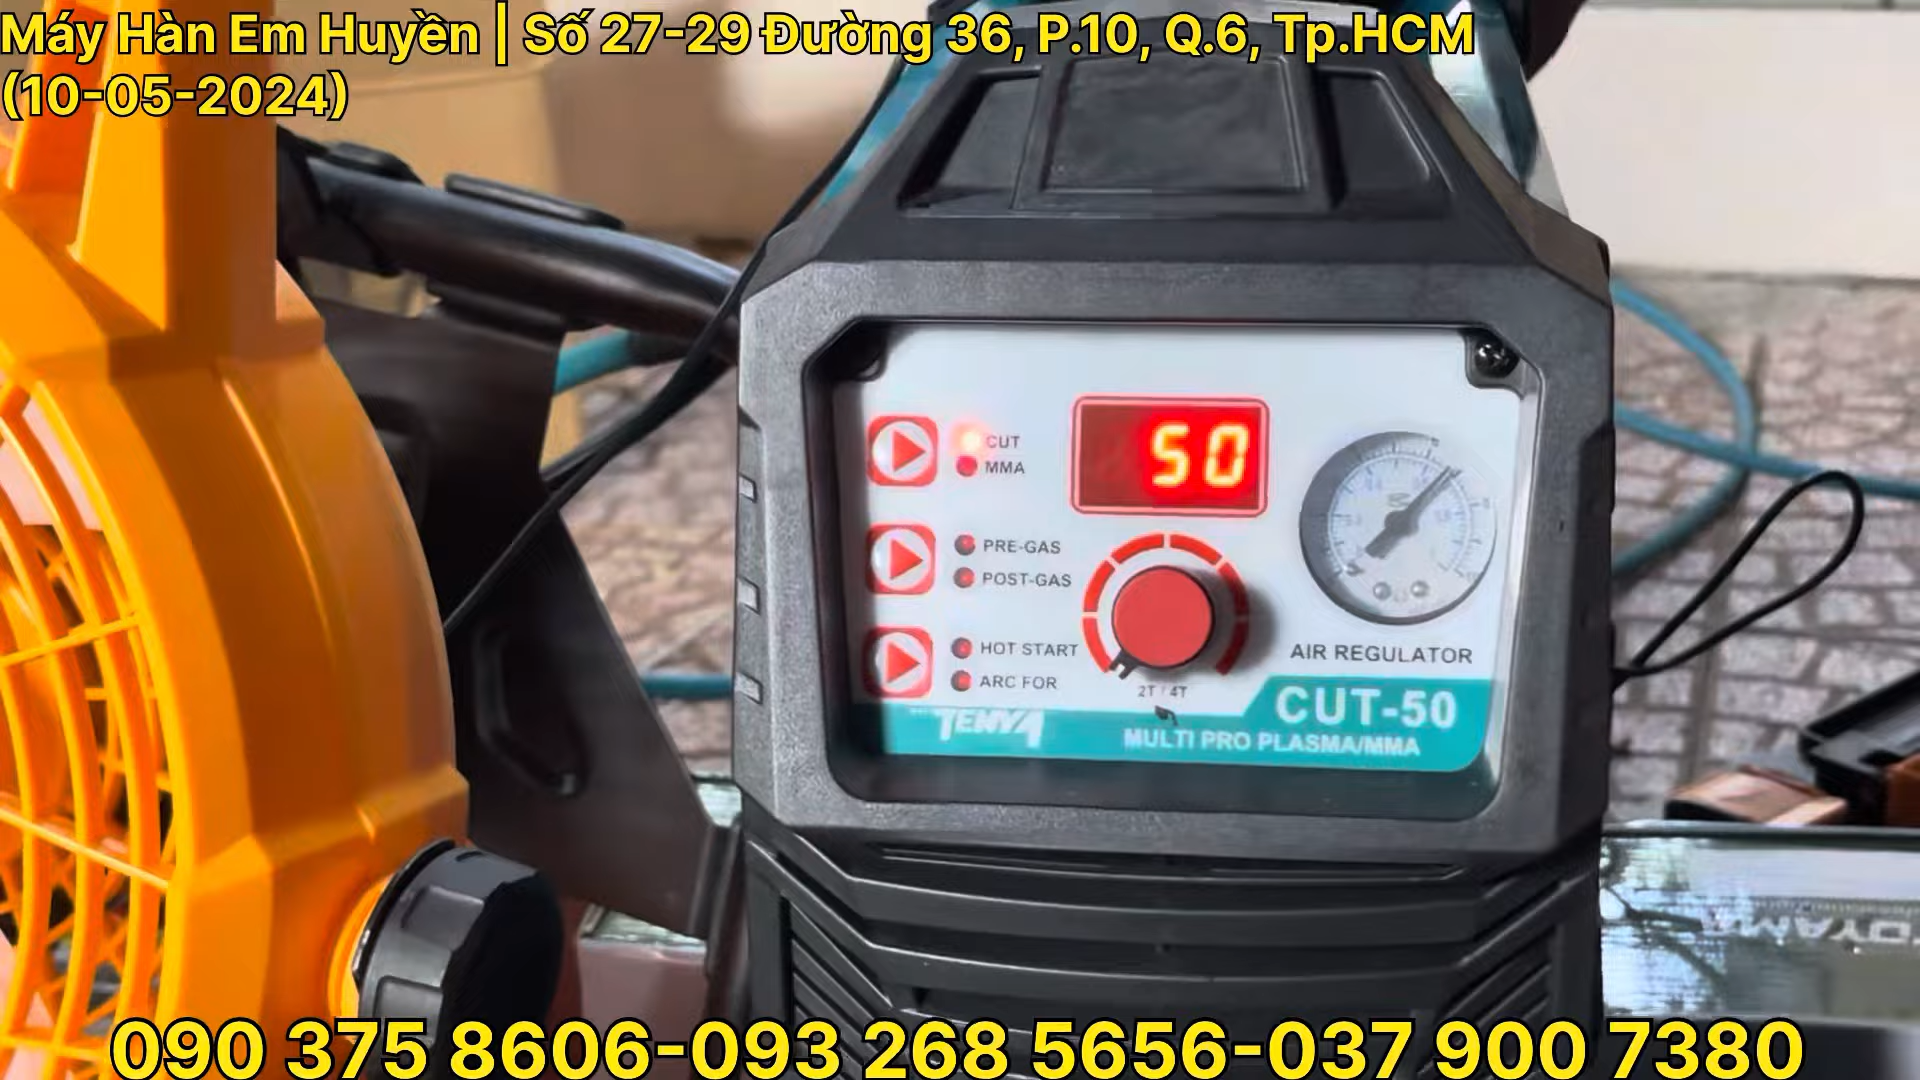 Máy Hàn Em Huyền | Số 27-29 Đường 36, P.10, Q.6, Tp.HCM
(10-05-2024)
CUT
MMA
50
PRE-GAS
POST-GAS
HOT START
ARC FOR
2T / 4T
AIR REGULATOR
TENYA
CUT-50
MULTI PRO PLASMA/MMA
TOYAMA
090 375 8606-093 268 5656-037 900 7380